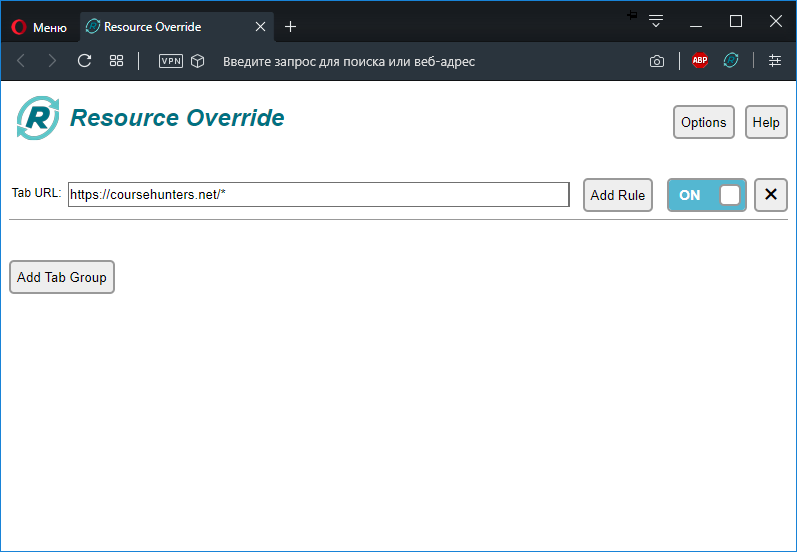 Меню
Resource Override
VPN
Введите запрос для поиска или веб-адрес
ABP
R Resource Override
Options
Help
Tab URL:
https://coursehunters.net/*
Add Rule
ON
Add Tab Group